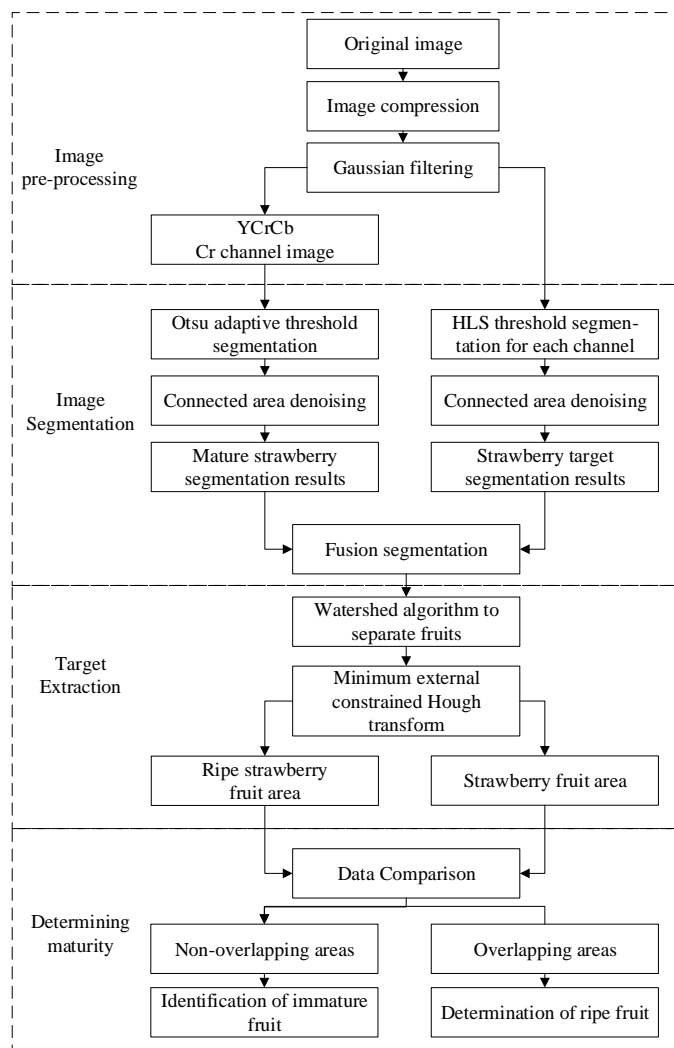 Original image
Image compression
Image
pre-processing
Gaussian filtering
YCrCb
Cr channel image
Otsu adaptive threshold
segmentation
HLS threshold segmen-
tation for each channel
Image
Segmentation
Connected area denoising
Connected area denoising
Mature strawberry
segmentation results
Strawberry target
segmentation results
Fusion segmentation
Watershed algorithm to
separate fruits
Target
Extraction
Minimum external
constrained Hough
transform
Ripe strawberry
fruit area
Strawberry fruit area
Data Comparison
Determining
maturity
Non-overlapping areas
Overlapping areas
Identification of immature
fruit
Determination of ripe fruit